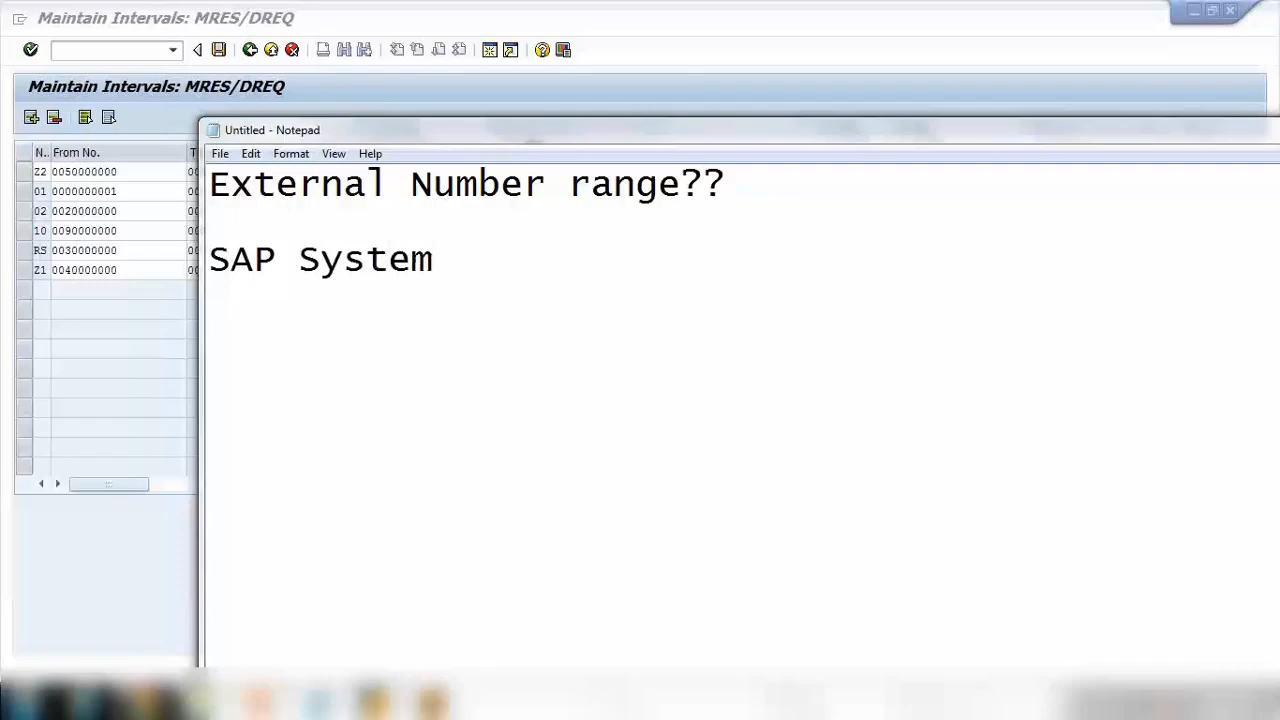 Maintain Intervals: MRES/DREQ
Maintain Intervals: MRES/DREQ
Untitled - Notepad
File Edit Format View Help
N.. From No.
Z2 0050000000
01 0000000001
02 0020000000
10 0090000000
RS 0030000000
Z1 0040000000
External Number range??
SAP System